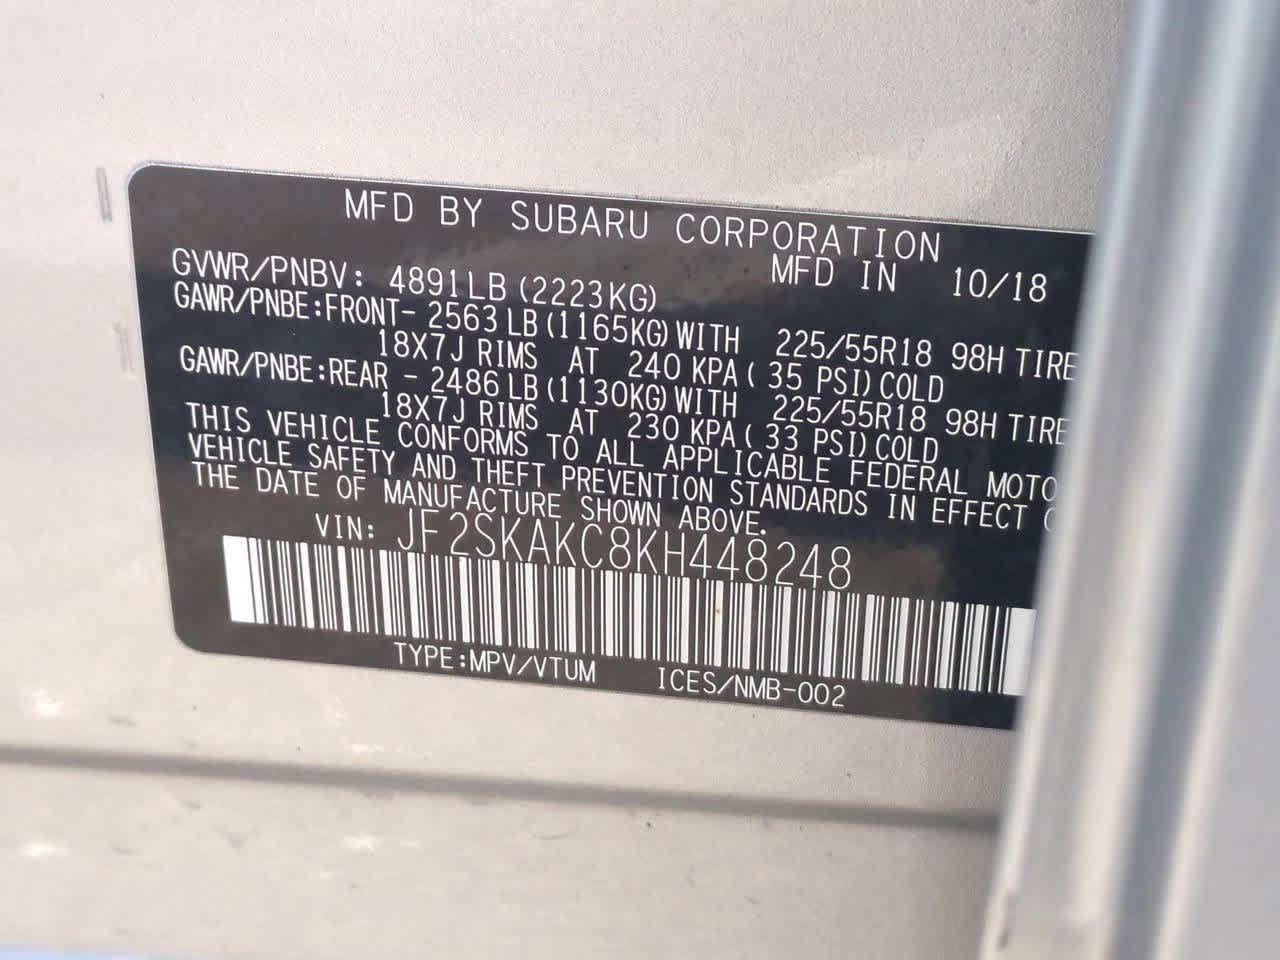 MFD BY SUBARU CORPORATION
MFD IN 10/18
GVWR/PNBV: 4891LB (2223KG)
GAWR/PNBE:FRONT- 2563 LB (1165KG) WITH 225/55R18 98H TIRE
18X7J RIMS AT 240 KPA ( 35 PSI) COLD
GAWR/PNBE:REAR - 2486 LB (1130KG) WITH 225/55R18 98H TIRE
18X7J RIMS AT 230 KPA ( 33 PSI) COLD
THIS VEHICLE CONFORMS TO ALL APPLICABLE FEDERAL MOTO
VEHICLE SAFETY AND THEFT PREVENTION STANDARDS IN EFFECT
THE DATE OF MANUFACTURE SHOWN ABOVE.
VIN: JF2SKAKC8KH448248
TYPE:MPV/VTUM ICES/NMB-002